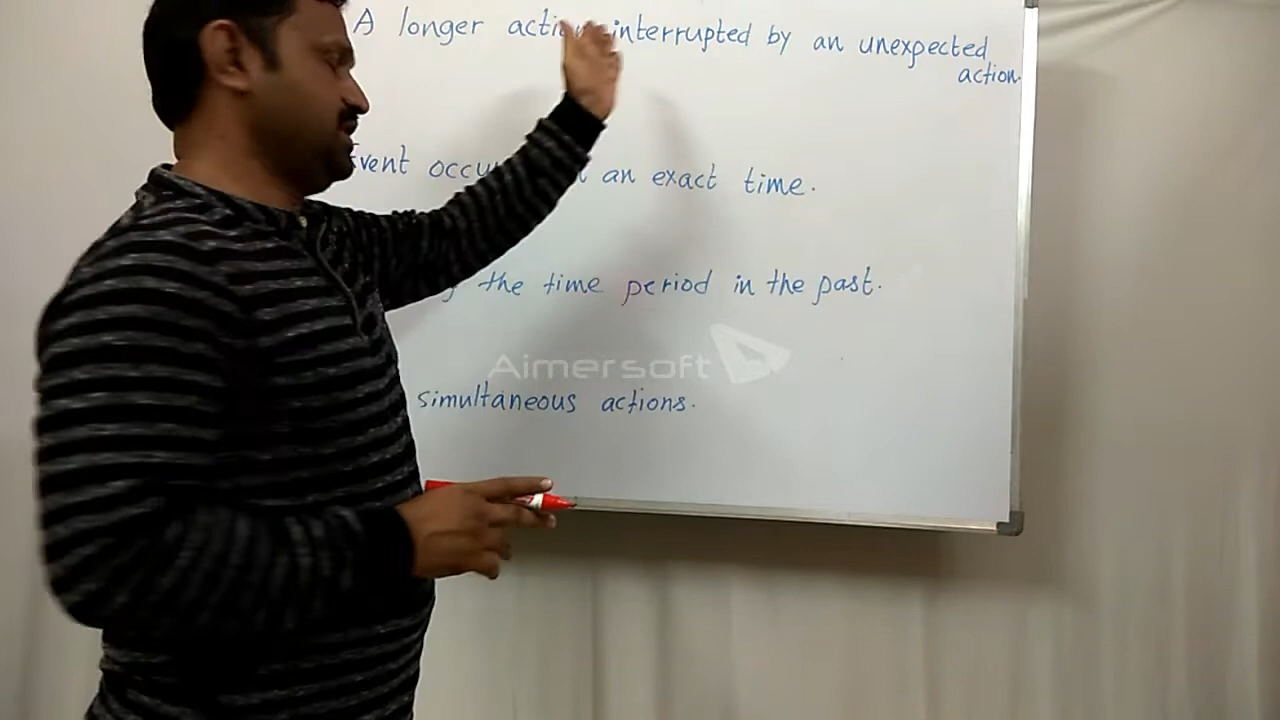 A longer action interrupted by an unexpected
action.
Event an exact time.
the time period in the past.
Aimersoft
simultaneous actions.